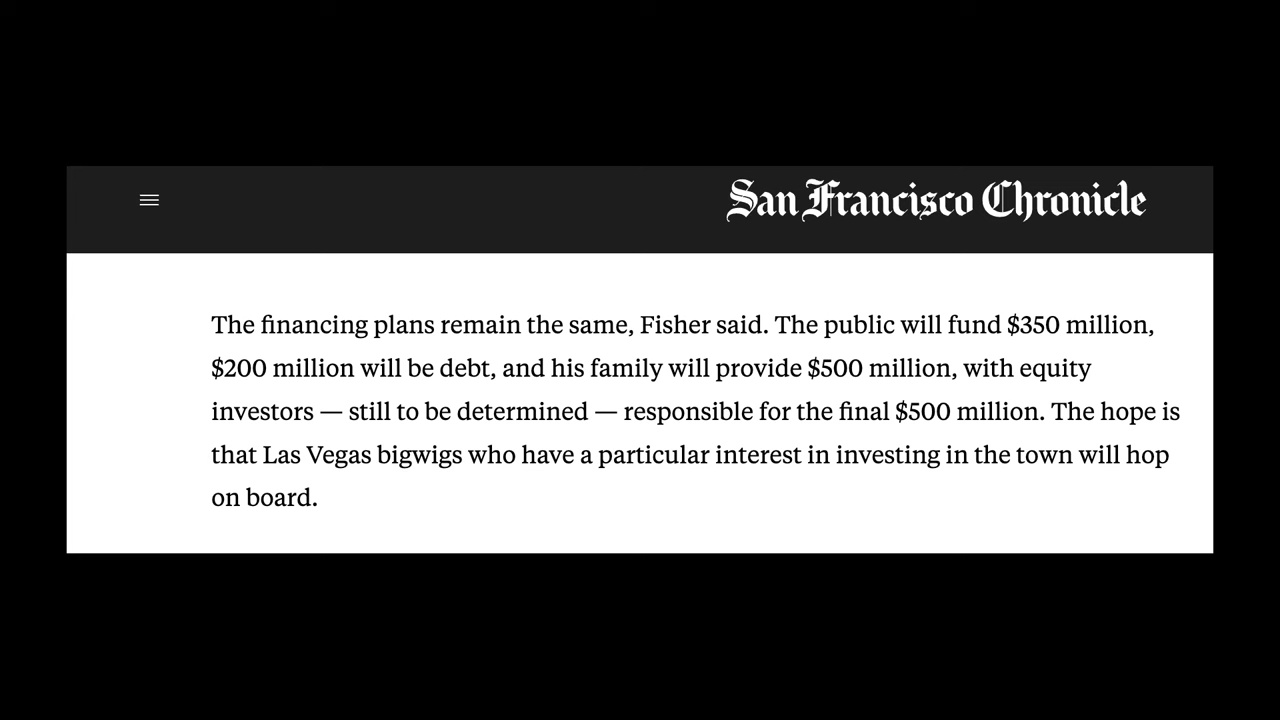 San Francisco Chronicle
The financing plans remain the same, Fisher said. The public will fund $350 million,
$200 million will be debt, and his family will provide $500 million, with equity
investors — still to be determined — responsible for the final $500 million. The hope is
that Las Vegas bigwigs who have a particular interest in investing in the town will hop
on board.